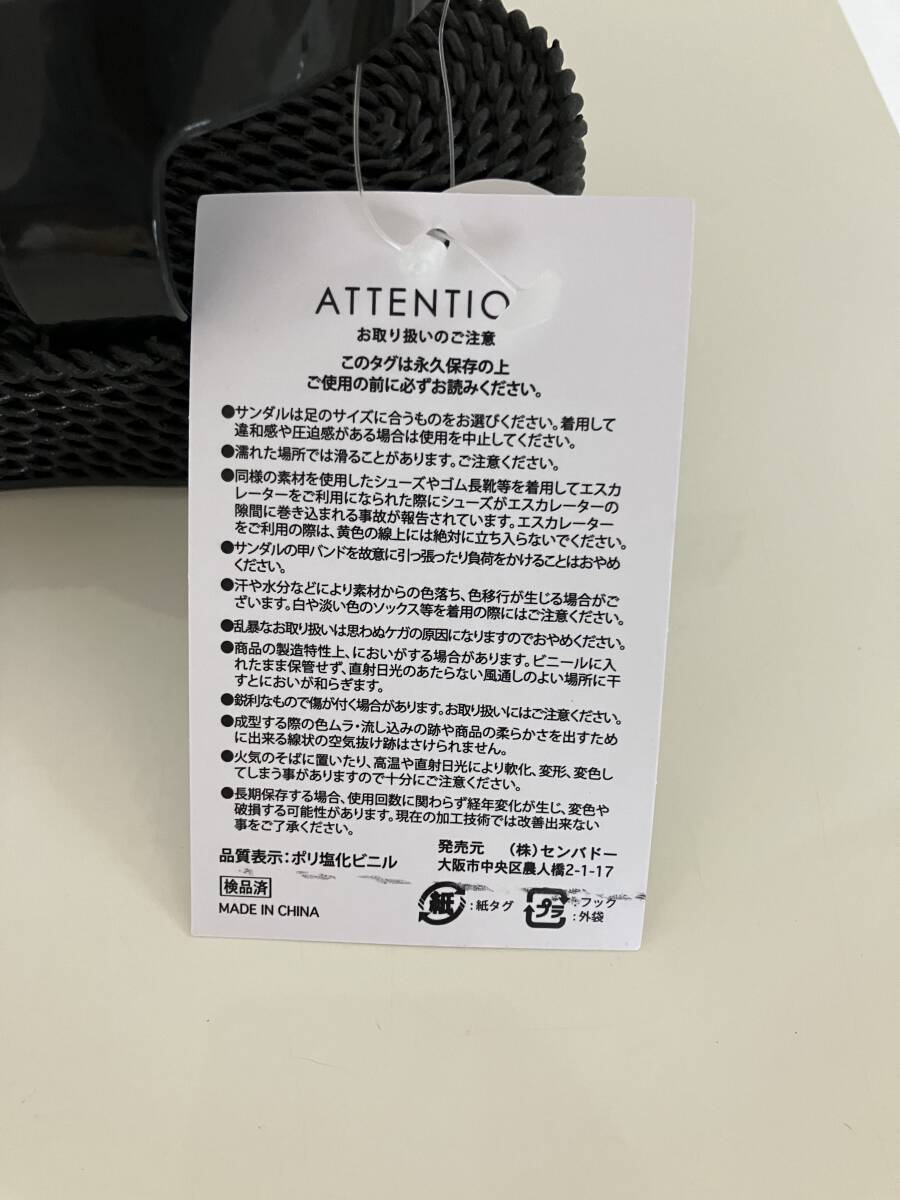 ATTENTIO
お取り扱いのご注意
このタグは永久保存の上
ご使用の前に必ずお読みください。
●サンダルは足のサイズに合うものをお選びください。着用して
違和感や圧迫感がある場合は使用を中止してください。
●濡れた場所では滑ることがあります。ご注意ください。
●同様の素材を使用したシューズやゴム長靴等を着用してエスカ
レーターをご利用になられた際にシューズがエスカレーターの
隙間に巻き込まれる事故が報告されています。エスカレーター
をご利用の際は、黄色の線上には絶対に立ち入らないでください。
●サンダルの甲バンドを故意に引っ張ったり負荷をかけることはおやめ
ください。
●汗や水分などにより素材からの色落ち、色移行が生じる場合がご
ざいます。白や淡い色のソックス等を着用の際にはご注意ください。
●乱暴なお取り扱いは思わぬケガの原因になりますのでおやめください。
●商品の製造特性上、においがする場合があります。ビニールに入
れたまま保管せず、直射日光のあたらない風通しのよい場所に干
すとにおいが和らぎます。
●鋭利なもので傷が付く場合があります。お取り扱いにはご注意ください。
●成型する際の色ムラ・流し込みの跡や商品の柔らかさを出すため
に出来る線状の空気抜け跡はさけられません。
●火気のそばに置いたり、高温や直射日光により軟化、変形、変色し
てしまう事がありますので十分にご注意ください。
●長期保存する場合、使用回数に関わらず経年変化が生じ、変色や
破損する可能性があります。現在の加工技術では改善出来ない
事をご了承ください。
品質表示:ポリ塩化ビニル
発売元 (株)センバドー
大阪市中央区農人橋2-1-17
検品済
MADE IN CHINA
紙:紙タグ
プラ:フック
:外袋